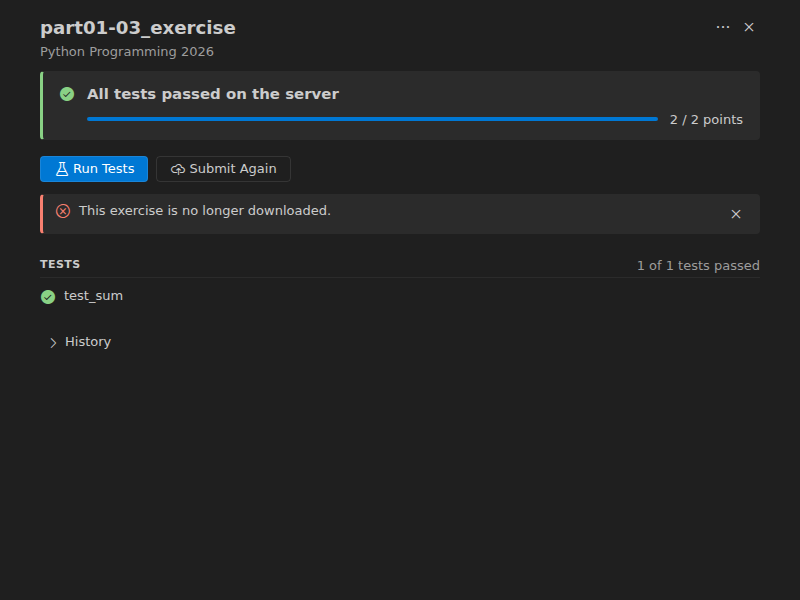 part01-03_exercise
Python Programming 2026
All tests passed on the server
2 / 2 points
Run Tests
Submit Again
This exercise is no longer downloaded.
TESTS
1 of 1 tests passed
test_sum
History